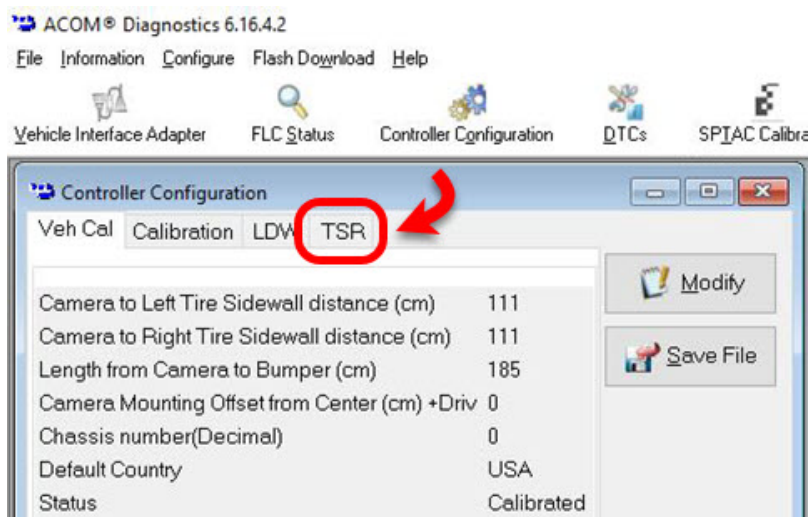 ACOM® Diagnostics 6.16.4.2
File Information Configure Flash Download Help
Vehicle Interface Adapter FLC Status Controller Configuration DTCs SPTAC Calibra
Controller Configuration
Veh Cal Calibration LDW TSR
Modify
Camera to Left Tire Sidewall distance (cm) 111
Camera to Right Tire Sidewall distance (cm) 111
Save File
Length from Camera to Bumper (cm) 185
Camera Mounting Offset from Center (cm) +Driv 0
Chassis number(Decimal) 0
Default Country USA
Status Calibrated